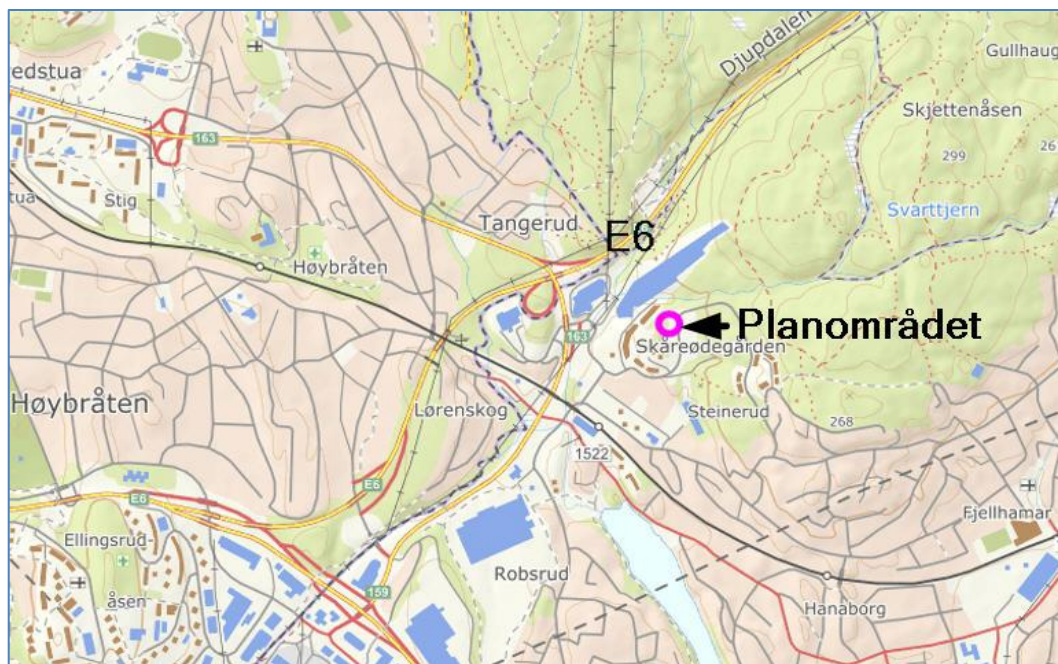 Djupdalen
Gullhaug
edstua
Skjettenåsen
163
299
26
Stig
tua
Svarttjern
Tangerud
E6
Høybråten
Planområdet
163
Skåreødegården
Høybråten
Lørenskog
Steinerud
268
1522
E6
E6
Fjellhamar
Ellingsrud-
åsen
Robsrud
159
Hanaborg